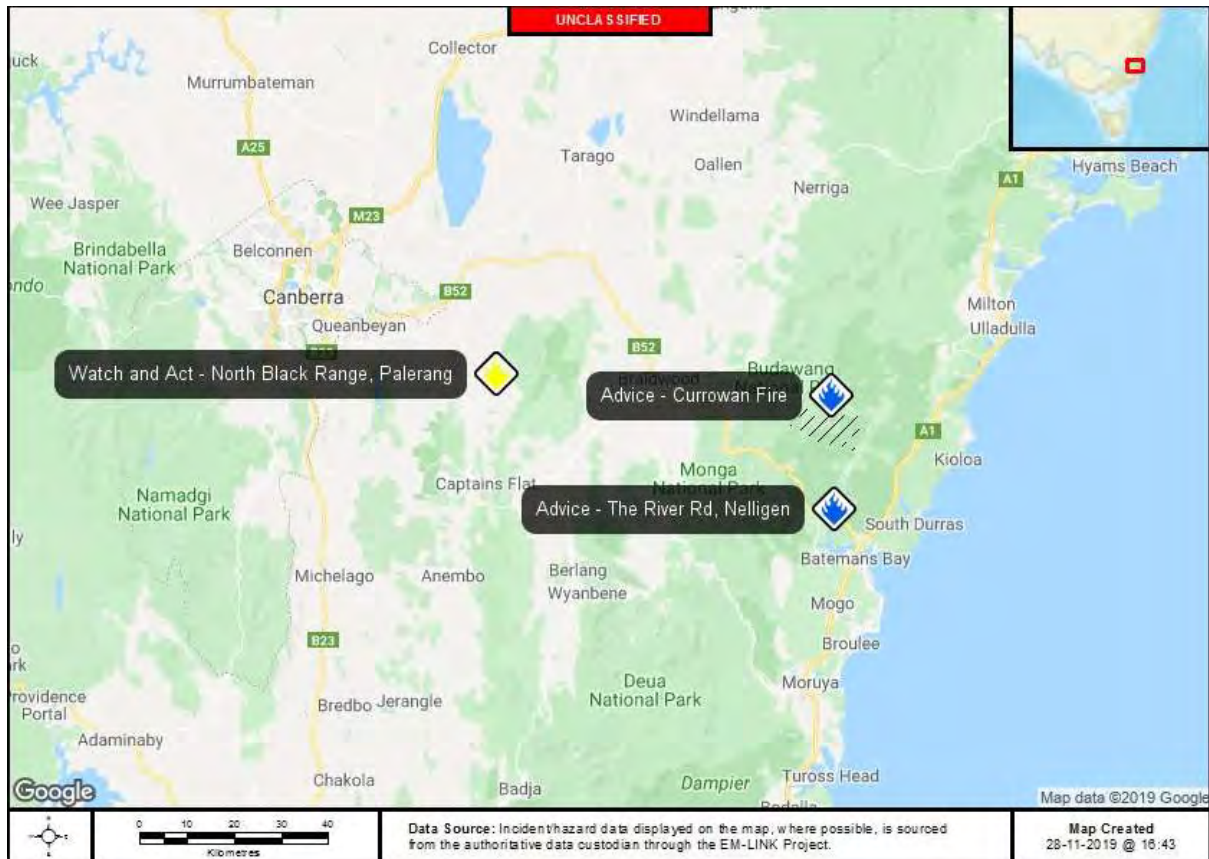 UNCLASSIFIED
uck
Collector
Murrumbateman
Windellama
A25
Tarago
Oallen
Hyams Beach
A1
Nerriga
Wee Jasper
M23
Brindabella
National Park
Belconnen
ondo
Canberra
B52
Milton
Queanbeyan
Ulladulla
B52
Watch and Act - North Black Range, Palerang
Budawang
Braidwood
Advice - Currowan Fire
A1
Kioloa
Captains Flat
Monga
National Park
Namadgi
National Park
Advice - The River Rd, Nelligen
South Durras
ly
Batemans Bay
Michelago
Anembo
Berlang
Wyanbene
Mogo
B23
Broulee
Deua
National Park
Moruya
rovidence
Portal
Bredbo
Jerangle
Adaminaby
Chakola
Badja
Dampier
Tuross Head
Google
Map data ©2019 Google
0 10 20 30 40
Kilometres
Data Source: Incident/hazard data displayed on the map, where possible, is sourced
from the authoritative data custodian through the EM-LINK Project.
Map Created
28-11-2019 @ 16:43